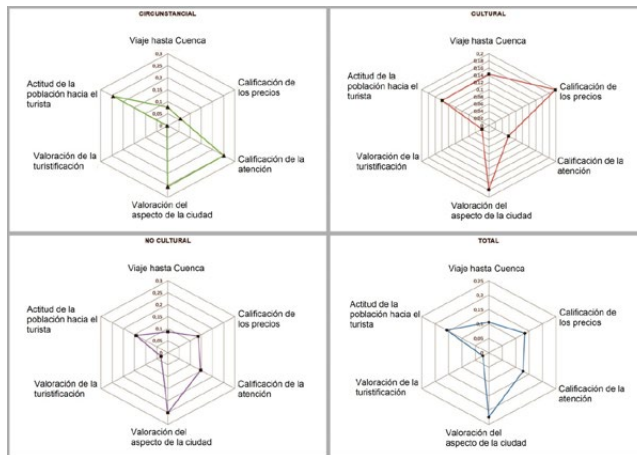 CIRCUNSTANCIAL
Viaje hasta Cuenca
Calificación de
los precios
Calificación de la
atención
Valoración del
aspecto de la ciudad
Valoración de la
turistificación
Actitud de la
población hacia el
turista
CULTURAL
Viaje hasta Cuenca
Calificación de
los precios
Calificación de la
atención
Valoración del
aspecto de la ciudad
Valoración de la
turistificación
Actitud de la
población hacia el
turista
NO CULTURAL
Viaje hasta Cuenca
Calificación de
los precios
Calificación de la
atención
Valoración del
aspecto de la ciudad
Valoración de la
turistificación
Actitud de la
población hacia el
turista
TOTAL
Viaje hasta Cuenca
Calificación de
los precios
Calificación de la
atención
Valoración del
aspecto de la ciudad
Valoración de la
turistificación
Actitud de la
población hacia el
turista